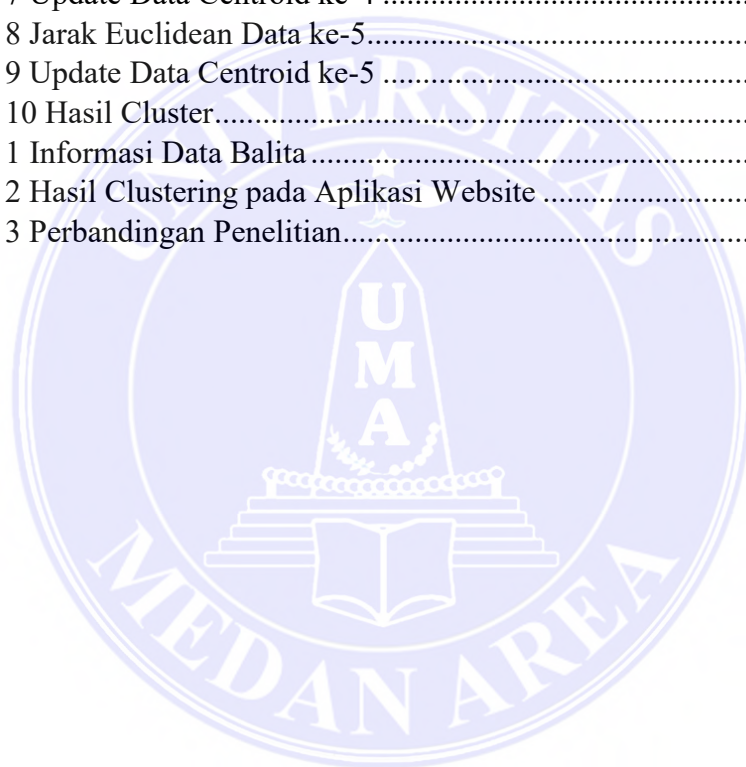 7 Update Data Centroid ke-4 ........................................................
8 Jarak Euclidean Data ke-5........................................................
9 Update Data Centroid ke-5 ........................................................
10 Hasil Cluster................................................................................
1 Informasi Data Balita ..................................................................
2 Hasil Clustering pada Aplikasi Website ..............................
3 Perbandingan Penelitian............................................................
UNIVERSITAS
UMA
MEDAN AREA